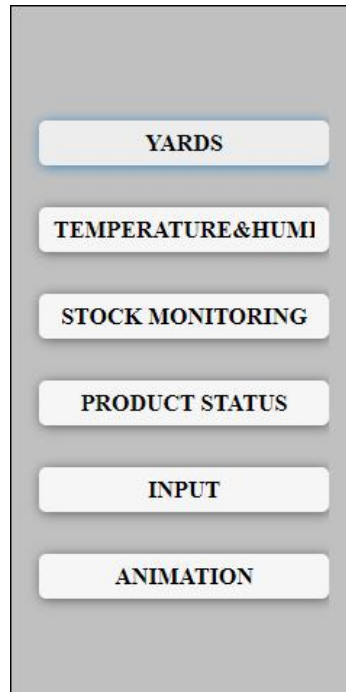 YARDS
TEMPERATURE&HUMI
STOCK MONITORING
PRODUCT STATUS
INPUT
ANIMATION